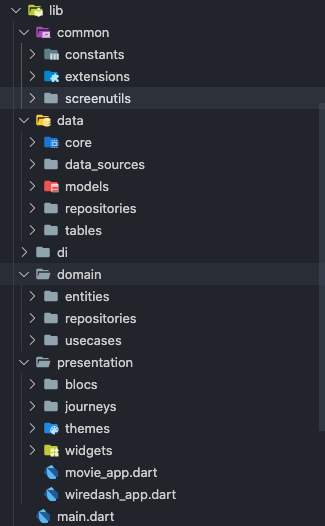 lib
common
constants
extensions
screenutils
data
core
data_sources
models
repositories
tables
di
domain
entities
repositories
usecases
presentation
blocs
journeys
themes
widgets
movie_app.dart
wiredash_app.dart
main.dart